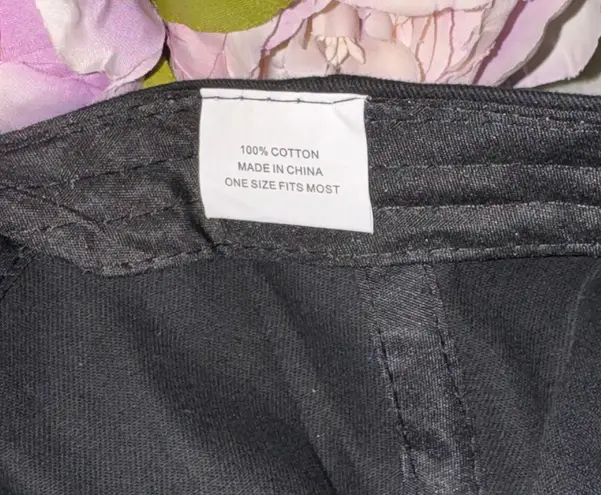 100% COTTON
MADE IN CHINA
ONE SIZE FITS MOST